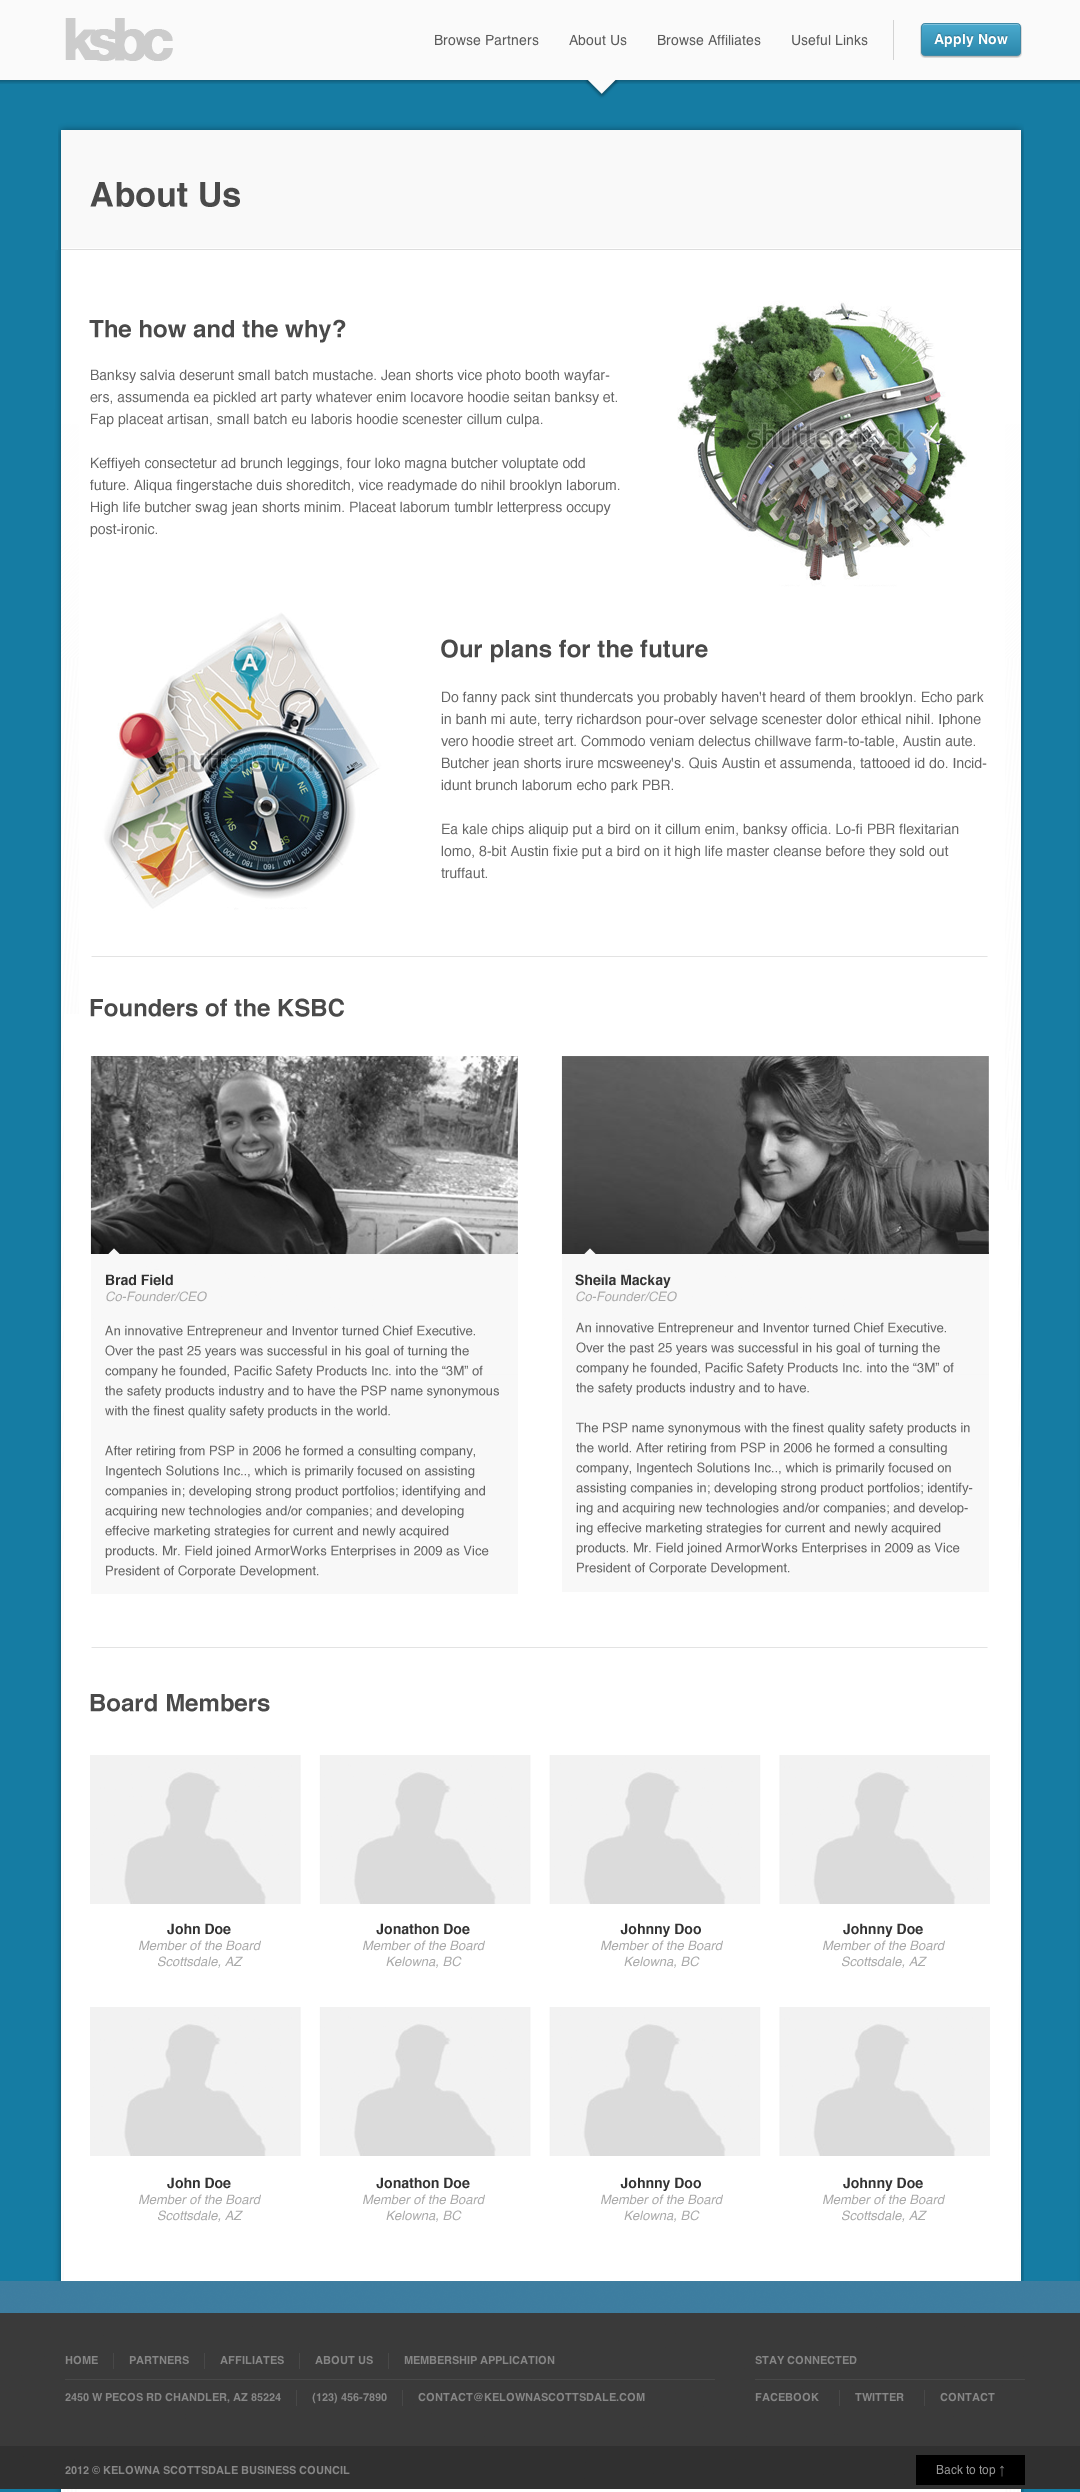 ksbc
Browse Partners
About Us
Browse Affiliates
Useful Links
Apply Now
About Us
The how and the why?
Banksy salvia deserunt small batch mustache. Jean shorts vice photo booth wayfar-
ers, assumenda ea pickled art party whatever enim locavore hoodie seitan banksy et.
Fap placeat artisan, small batch eu laboris hoodie scenester cillum culpa.
Keffiyeh consectetur ad brunch leggings, four loko magna butcher voluptate odd
future. Aliqua fingerstache duis shoreditch, vice readymade do nihil brooklyn laborum.
High life butcher swag jean shorts minim. Placeat laborum tumblr letterpress occupy
post-ironic.
shutterstock
A
shutterstock
Our plans for the future
Do fanny pack sint thundercats you probably haven't heard of them brooklyn. Echo park
in banh mi aute, terry richardson pour-over selvage scenester dolor ethical nihil. Iphone
vero hoodie street art. Commodo veniam delectus chillwave farm-to-table, Austin aute.
Butcher jean shorts irure mcsweeney's. Quis Austin et assumenda, tattooed id do. Incid-
idunt brunch laborum echo park PBR.
Ea kale chips aliquip put a bird on it cillum enim, banksy officia. Lo-fi PBR flexitarian
lomo, 8-bit Austin fixie put a bird on it high life master cleanse before they sold out
truffaut.
Founders of the KSBC
Brad Field
Co-Founder/CEO
An innovative Entrepreneur and Inventor turned Chief Executive.
Over the past 25 years was successful in his goal of turning the
company he founded, Pacific Safety Products Inc. into the “3M” of
the safety products industry and to have the PSP name synonymous
with the finest quality safety products in the world.
After retiring from PSP in 2006 he formed a consulting company,
Ingentech Solutions Inc.., which is primarily focused on assisting
companies in; developing strong product portfolios; identifying and
acquiring new technologies and/or companies; and developing
effecive marketing strategies for current and newly acquired
products. Mr. Field joined ArmorWorks Enterprises in 2009 as Vice
President of Corporate Development.
Sheila Mackay
Co-Founder/CEO
An innovative Entrepreneur and Inventor turned Chief Executive.
Over the past 25 years was successful in his goal of turning the
company he founded, Pacific Safety Products Inc. into the “3M” of
the safety products industry and to have.
The PSP name synonymous with the finest quality safety products in
the world. After retiring from PSP in 2006 he formed a consulting
company, Ingentech Solutions Inc.., which is primarily focused on
assisting companies in; developing strong product portfolios; identify-
ing and acquiring new technologies and/or companies; and develop-
ing effecive marketing strategies for current and newly acquired
products. Mr. Field joined ArmorWorks Enterprises in 2009 as Vice
President of Corporate Development.
Board Members
John Doe
Member of the Board
Scottsdale, AZ
Jonathon Doe
Member of the Board
Kelowna, BC
Johnny Doo
Member of the Board
Kelowna, BC
Johnny Doe
Member of the Board
Scottsdale, AZ
John Doe
Member of the Board
Scottsdale, AZ
Jonathon Doe
Member of the Board
Kelowna, BC
Johnny Doo
Member of the Board
Kelowna, BC
Johnny Doe
Member of the Board
Scottsdale, AZ
HOME
PARTNERS
AFFILIATES
ABOUT US
MEMBERSHIP APPLICATION
2450 W PECOS RD CHANDLER, AZ 85224
(123) 456-7890
CONTACT@KELOWNASCOTTSDALE.COM
STAY CONNECTED
FACEBOOK
TWITTER
CONTACT
2012 © KELOWNA SCOTTSDALE BUSINESS COUNCIL
Back to top ↑